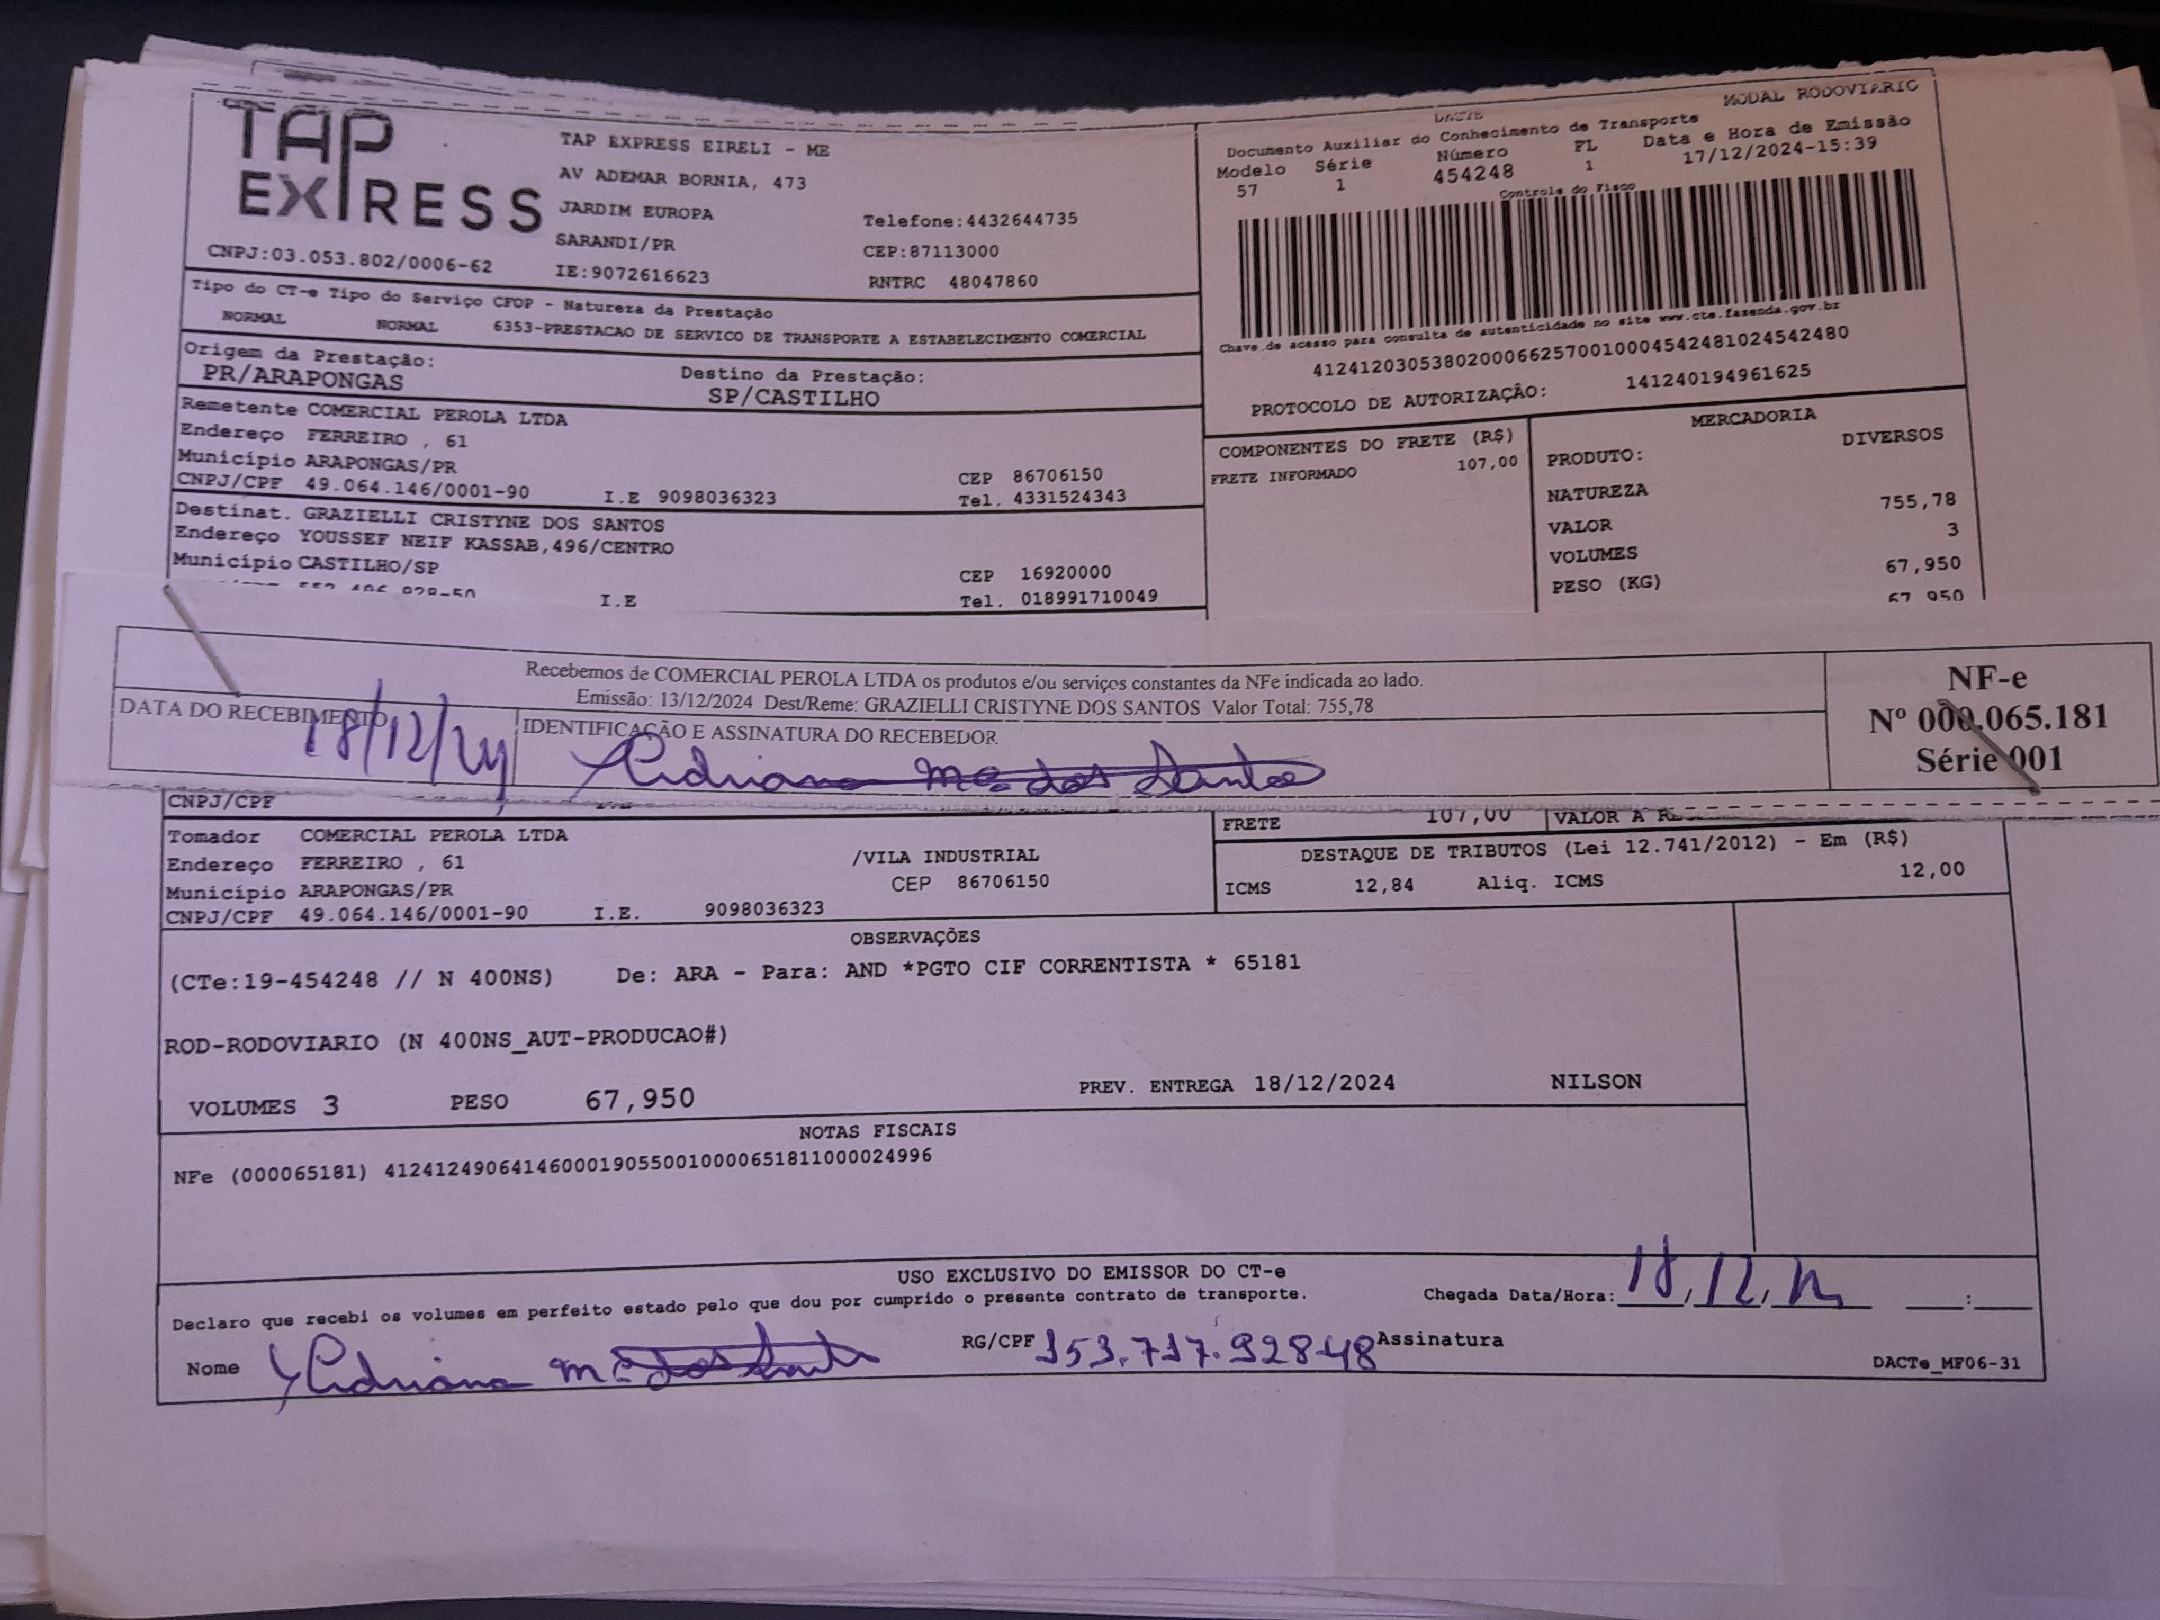 TAP EXPRESS
TAP EXPRESS EIRELI - ME
AV ADEMAR BORNIA, 473
JARDIM EUROPA
Telefone:4432644735
SARANDI/PR
CEP:87113000
CNPJ:03.053.802/0006-62
IE:9072616623
RNTRC 48047860
Tipo do CT-e Tipo do Serviço CFOP - Natureza da Prestação
NORMAL NORMAL 6353-PRESTACAO DE SERVICO DE TRANSPORTE A ESTABELECIMENTO COMERCIAL
Origem da Prestação:
PR/ARAPONGAS
Destino da Prestação:
SP/CASTILHO
Remetente COMERCIAL PEROLA LTDA
Endereço FERREIRO , 61
Município ARAPONGAS/PR CEP 86706150
CNPJ/CPF 49.064.146/0001-90 I.E 9098036323 Tel. 4331524343
Destinat. GRAZIELLI CRISTYNE DOS SANTOS
Endereço YOUSSEF NEIF KASSAB,496/CENTRO
Município CASTILHO/SP CEP 16920000
I.E Tel. 018991710049
DACTE MODAL RODOVIÁRIO
Documento Auxiliar do Conhecimento de Transporte
Modelo Série Número FL Data e Hora de Emissão
57 1 454248 1 17/12/2024-15:39
Controle do Fisco
Chave de acesso para consulta de autenticidade no site www.cte.fazenda.gov.br
41241203053802000662570010004542481024542480
PROTOCOLO DE AUTORIZAÇÃO: 141240194961625
COMPONENTES DO FRETE (R$)
FRETE INFORMADO 107,00
MERCADORIA
PRODUTO: DIVERSOS
NATUREZA
VALOR 755,78
VOLUMES 3
PESO (KG) 67,950
67,950
Recebemos de COMERCIAL PEROLA LTDA os produtos e/ou serviços constantes da NFe indicada ao lado.
Emissão: 13/12/2024 Dest/Reme: GRAZIELLI CRISTYNE DOS SANTOS Valor Total: 755,78
DATA DO RECEBIMENTO
18/12/24
IDENTIFICAÇÃO E ASSINATURA DO RECEBEDOR
Adriana Mª dos Santos
NF-e
Nº 000.065.181
Série 001
CNPJ/CPF
Tomador COMERCIAL PEROLA LTDA
Endereço FERREIRO , 61 /VILA INDUSTRIAL
Município ARAPONGAS/PR CEP 86706150
CNPJ/CPF 49.064.146/0001-90 I.E. 9098036323
FRETE 107,00 VALOR A
DESTAQUE DE TRIBUTOS (Lei 12.741/2012) - Em (R$)
ICMS 12,84 Aliq. ICMS 12,00
OBSERVAÇÕES
(CTe:19-454248 // N 400NS) De: ARA - Para: AND *PGTO CIF CORRENTISTA * 65181
ROD-RODOVIARIO (N 400NS_AUT-PRODUCAO#)
VOLUMES 3 PESO 67,950 PREV. ENTREGA 18/12/2024 NILSON
NOTAS FISCAIS
NFe (000065181) 41241249064146000190550010000651811000024996
USO EXCLUSIVO DO EMISSOR DO CT-e
Declaro que recebi os volumes em perfeito estado pelo que dou por cumprido o presente contrato de transporte.
Chegada Data/Hora: 18/12/24 :
Nome Adriana Mª dos Santos RG/CPF 153.717.928-48 Assinatura
DACTe_MF06-31